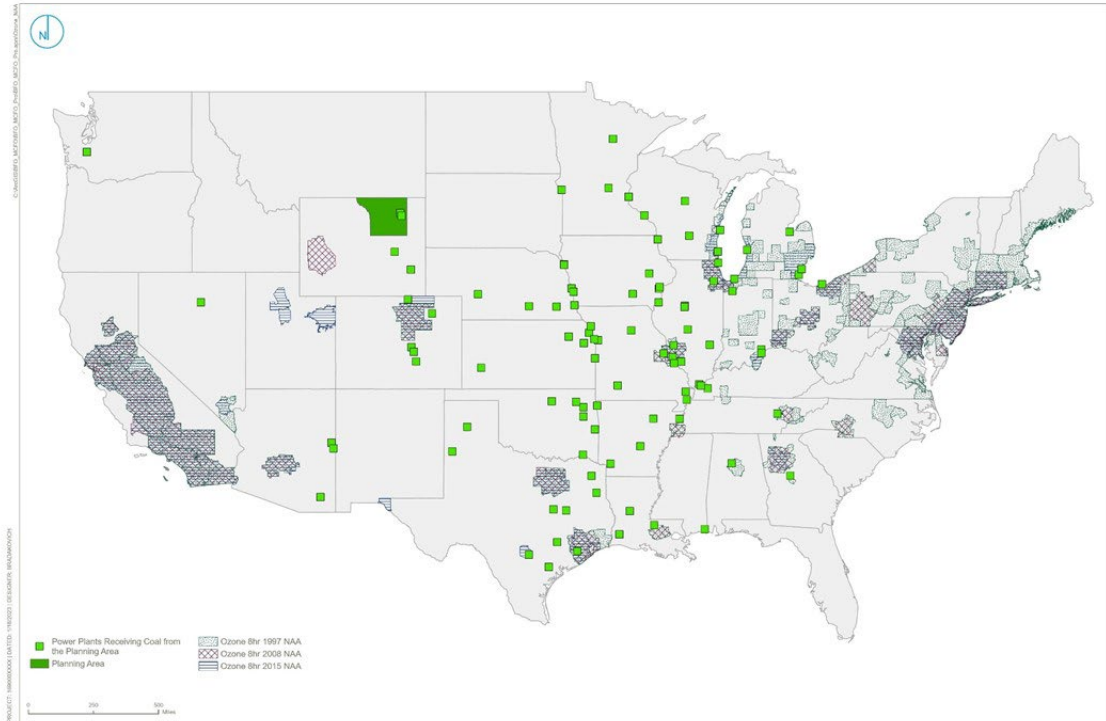 N
Power Plants Receiving Coal from
the Planning Area
Planning Area
Ozone 8hr 1997 NAA
Ozone 8hr 2008 NAA
Ozone 8hr 2015 NAA
0
250
500
Miles